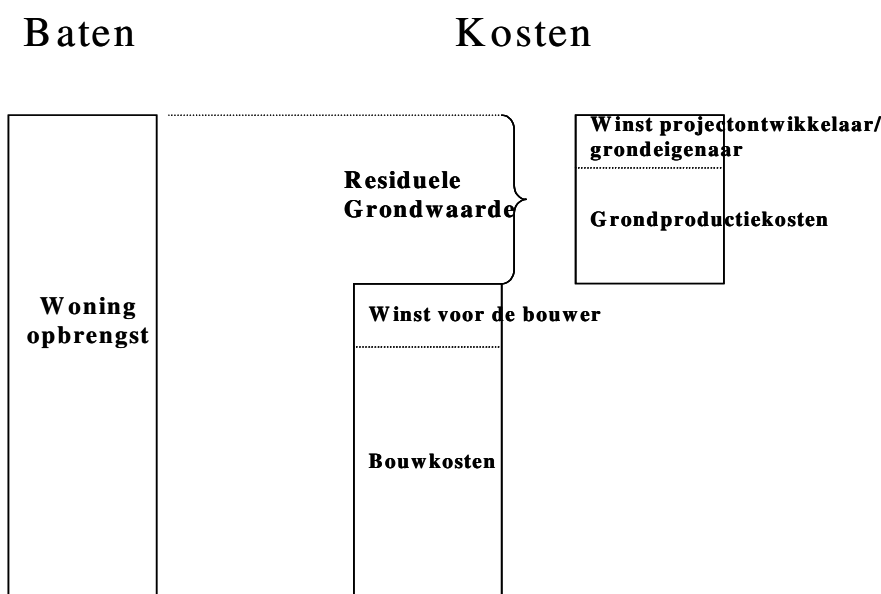 Baten
Kosten
Winst projectontwikkelaar/
grondeigenaar
Residuele
Grondwaarde
Grondproductiekosten
Woning
opbrengst
Winst voor de bouwer
Bouwkosten